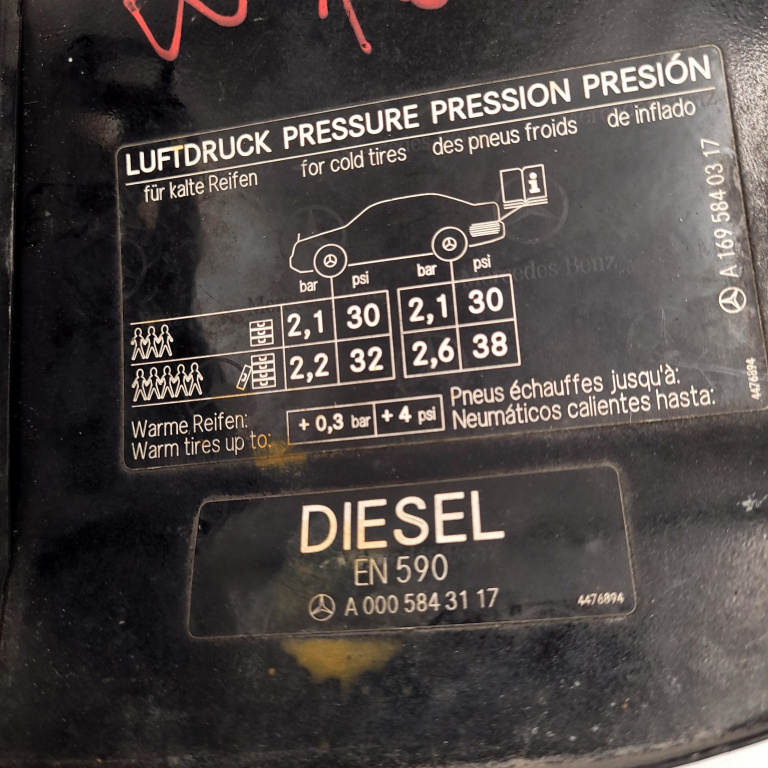 LUFTDRUCK PRESSURE PRESSION PRESIÓN
für kalte Reifen for cold tires des pneus froids de inflado
i
bar psi bar psi
2,1 30 2,1 30
2,2 32 2,6 38
Warme Reifen: Pneus échauffes jusqu'à:
Warm tires up to: + 0,3 bar + 4 psi Neumáticos calientes hasta:
A 169 584 03 17
4476894
DIESEL
EN 590
A 000 584 31 17 4476894